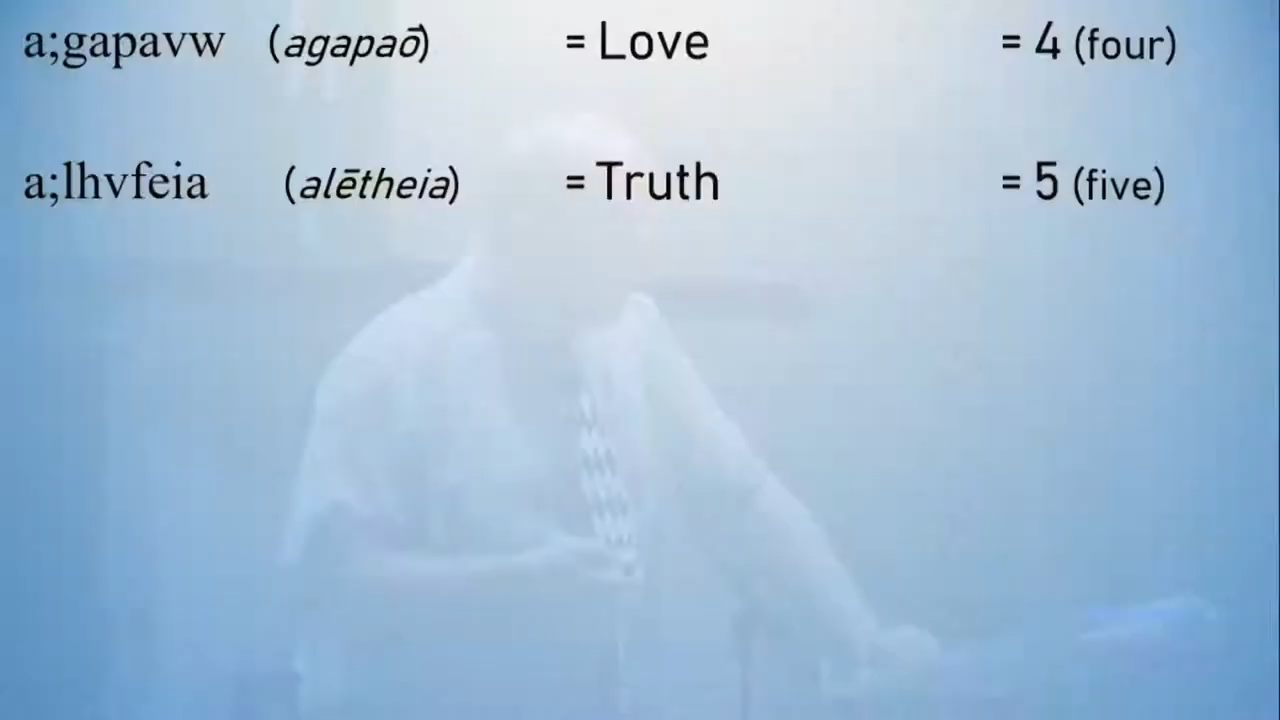 a;gapavw (agapaō) = Love = 4 (four)
a;lhvfeia (alētheia) = Truth = 5 (five)